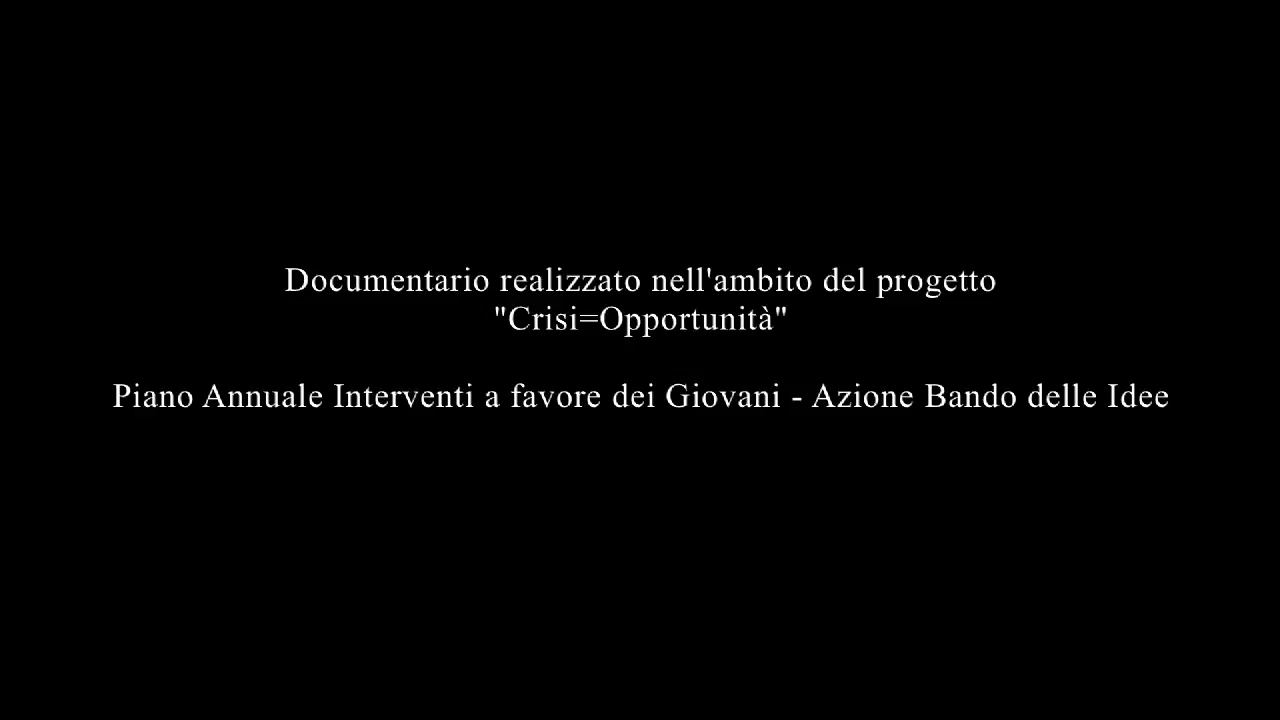 Documentario realizzato nell'ambito del progetto
"Crisi=Opportunità"
Piano Annuale Interventi a favore dei Giovani - Azione Bando delle Idee